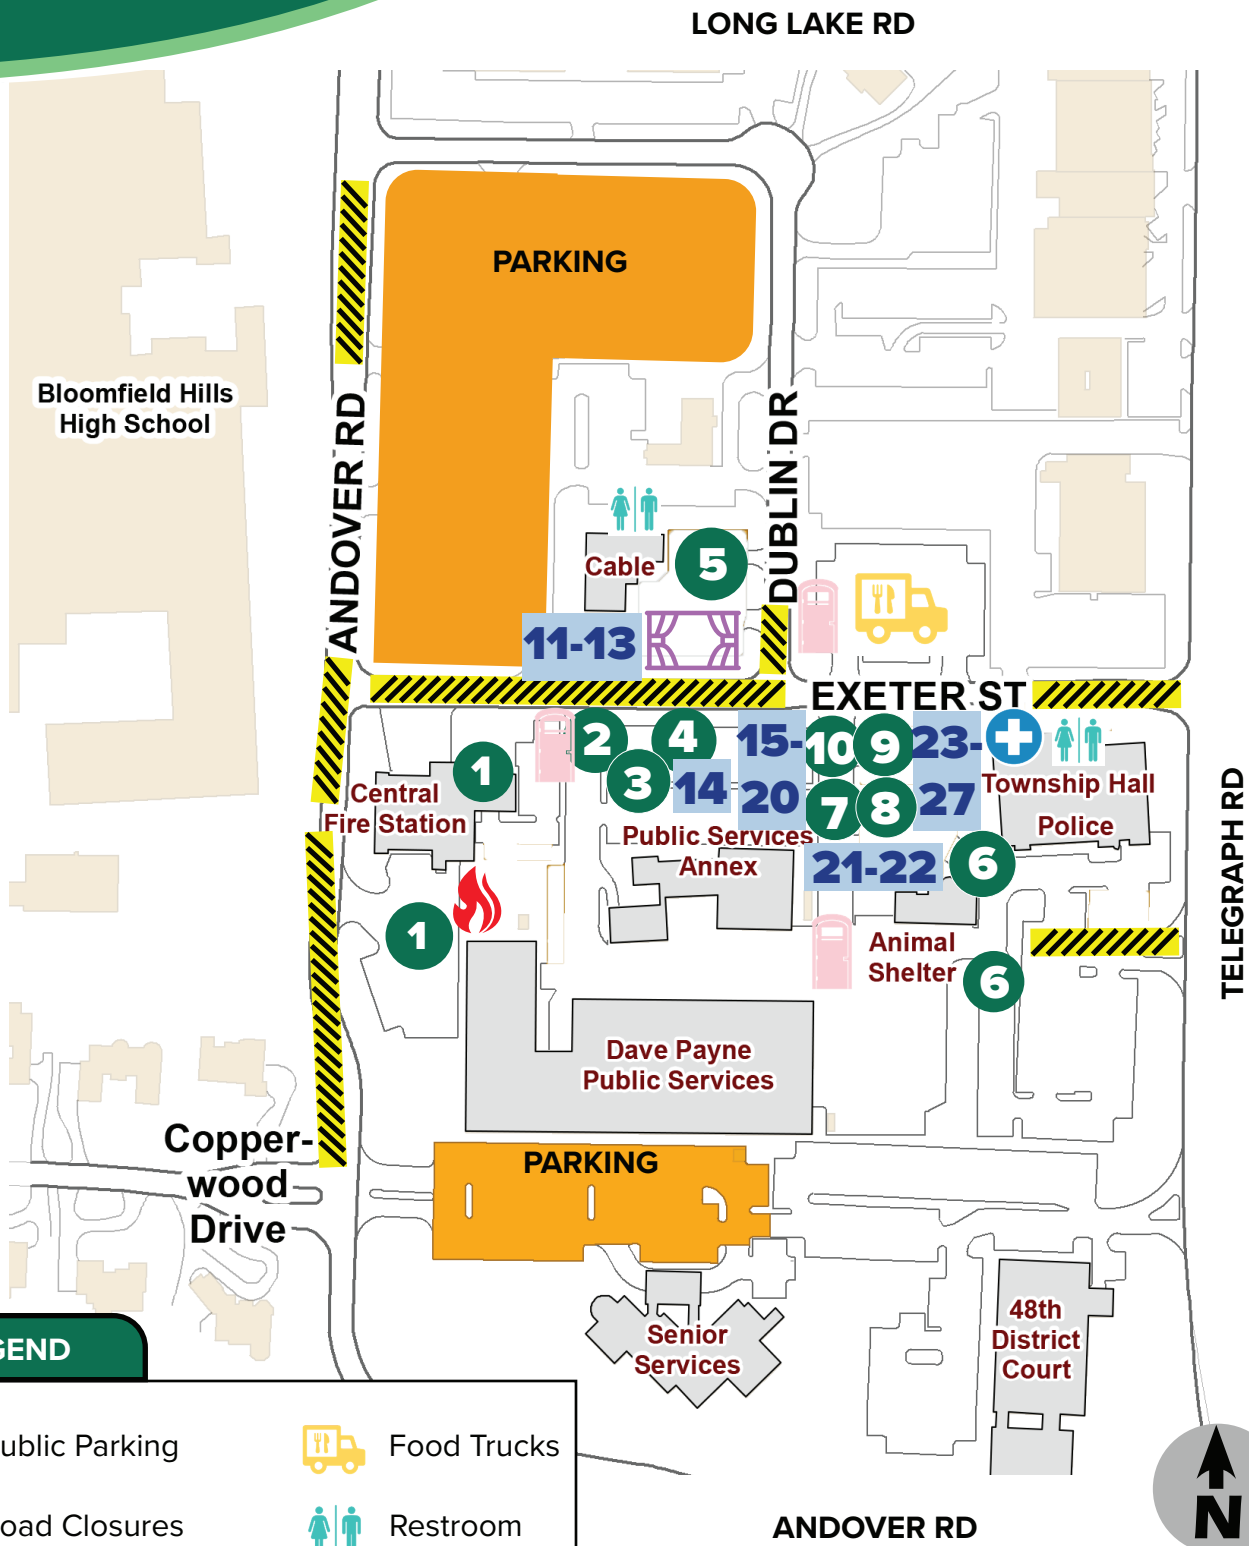 LONG LAKE RD
PARKING
Bloomfield Hills
High School
ANDOVER RD
DUBLIN DR
Cable
5
11-13
EXETER ST
1
2
3
4
14
15-
20
10
9
7
8
23-
27
Township Hall
Police
Central
Fire Station
Public Services
Annex
21-22
6
TELEGRAPH RD
1
Animal
Shelter
6
Dave Payne
Public Services
Copper-
wood
Drive
PARKING
Senior
Services
48th
District
Court
GEND
ublic Parking
Food Trucks
oad Closures
Restroom
ANDOVER RD
N